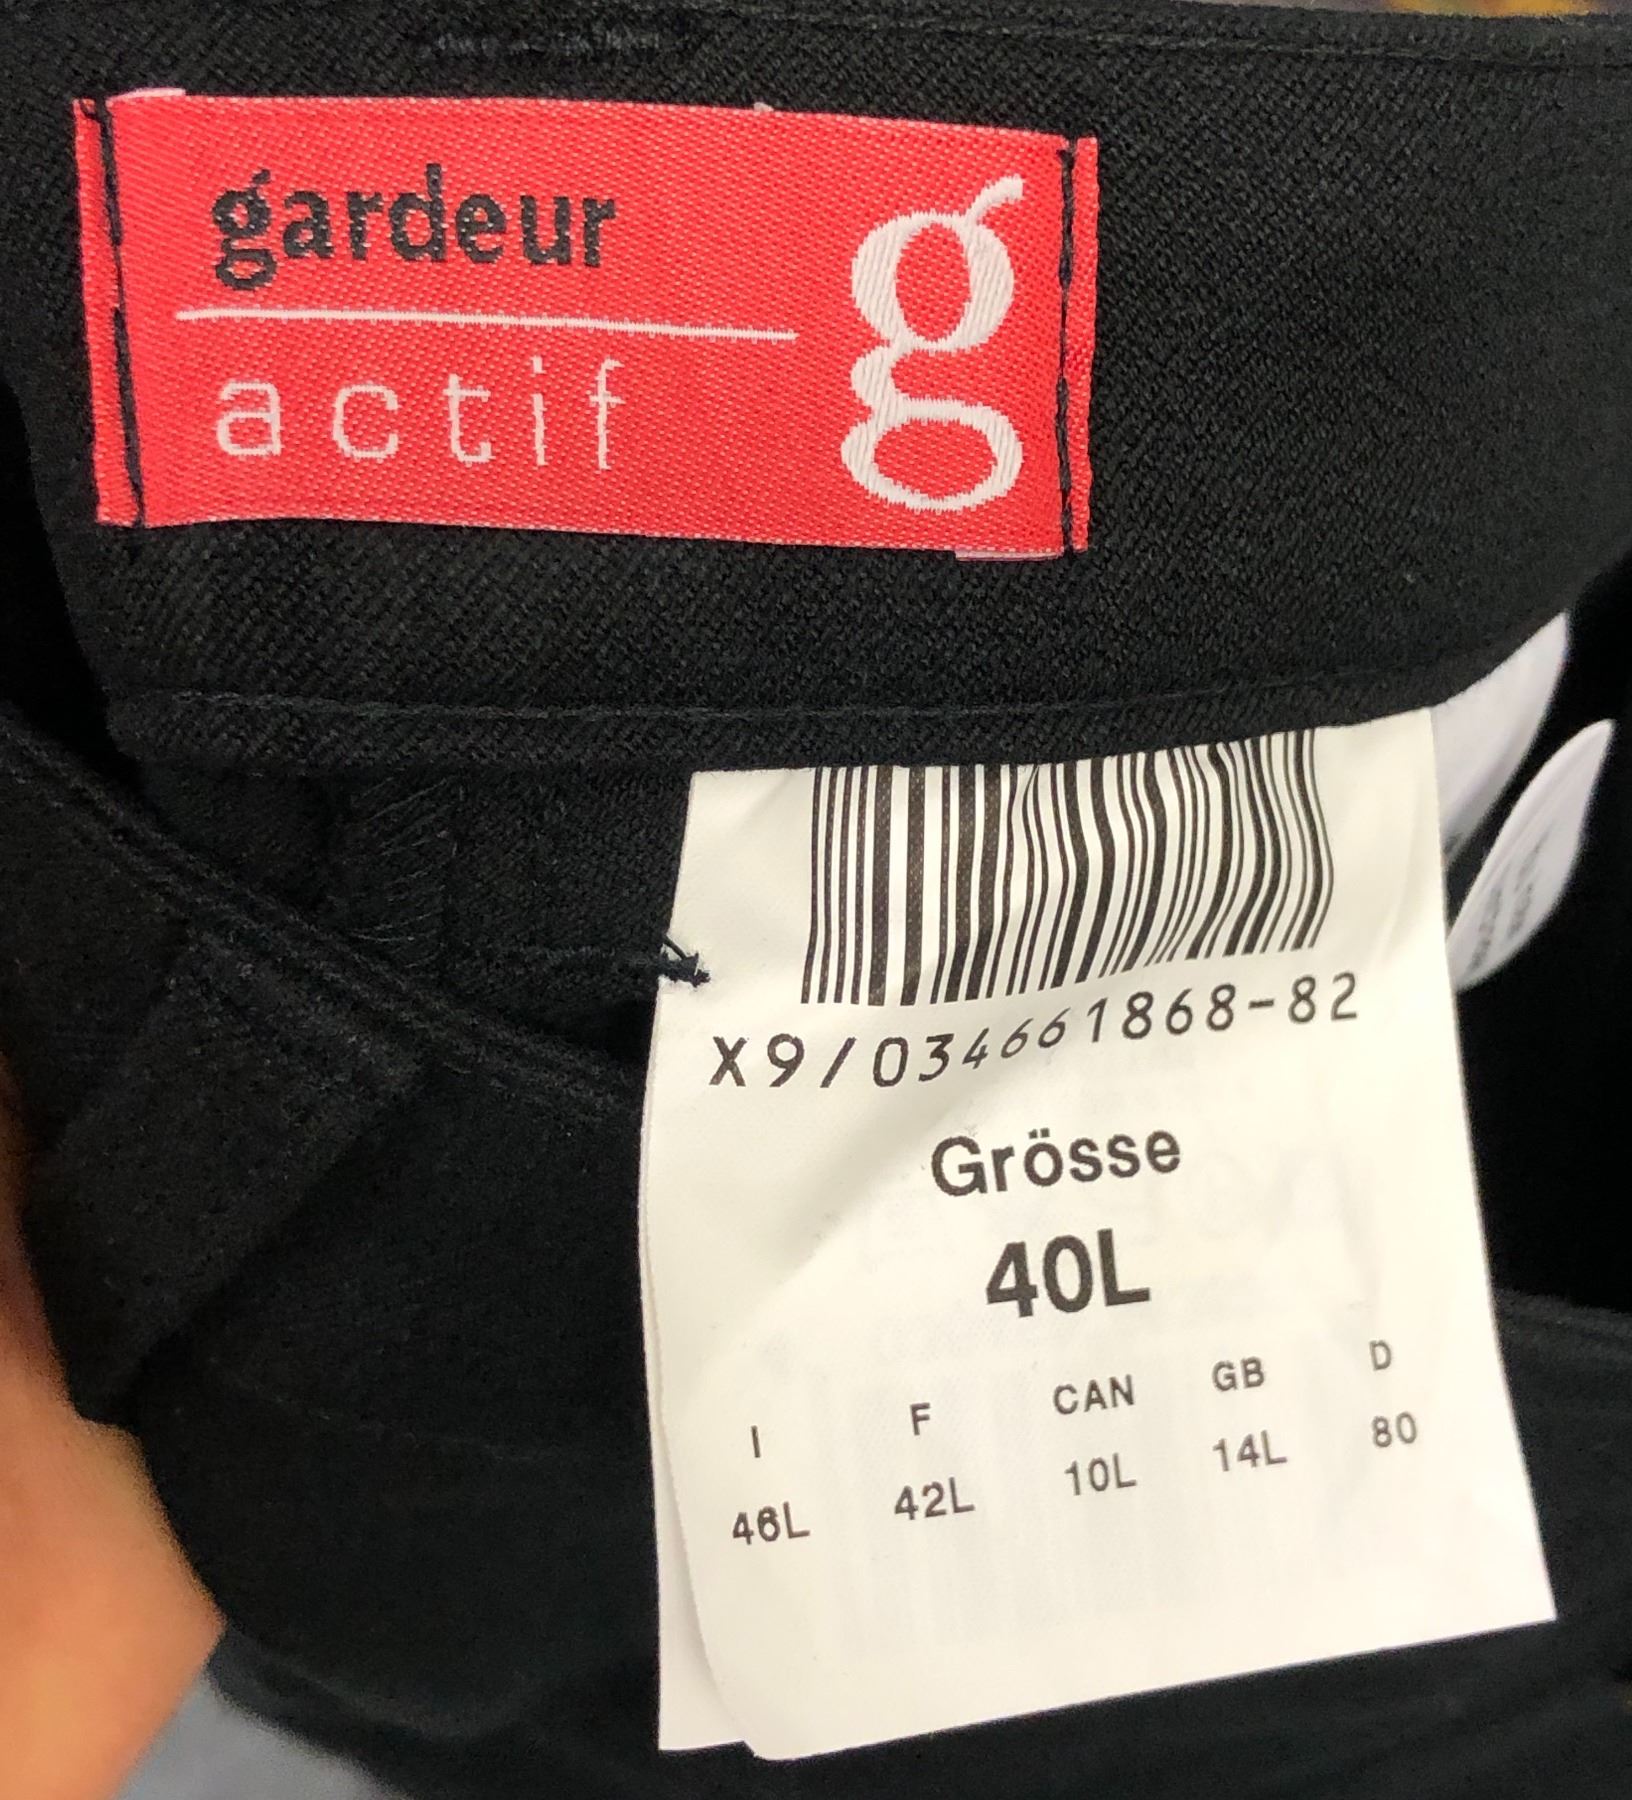 gardeur
actif
g
X9/034661868-82
Grösse
40L
I F CAN GB D
46L 42L 10L 14L 80